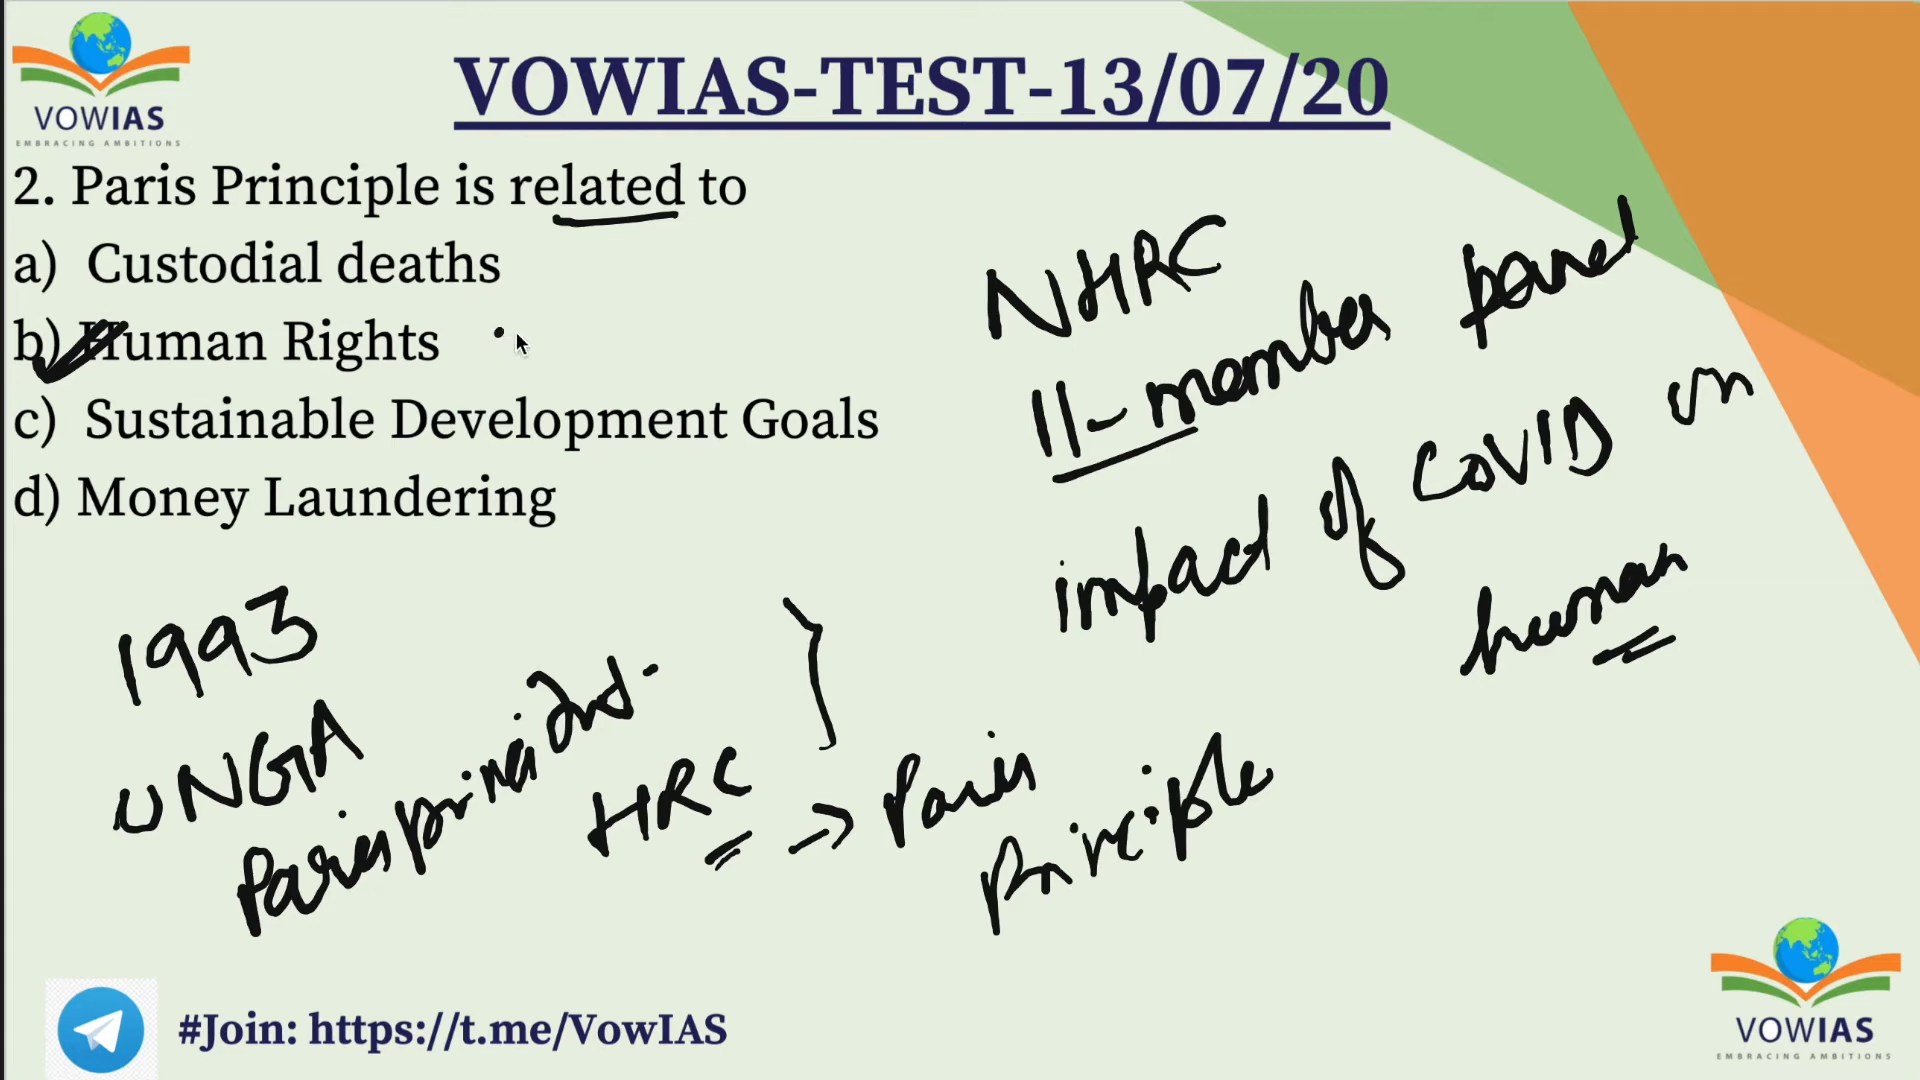 VOWIAS
EMBRACING AMBITIONS
VOWIAS-TEST-13/07/20
2. Paris Principle is related to
a) Custodial deaths
b) Human Rights
c) Sustainable Development Goals
d) Money Laundering
NHRC
11-member panel
impact of COVID on
human
1993
UNGA
Paris
HRC → Paris
Principle
#Join: https://t.me/VowIAS
VOWIAS
EMBRACING AMBITIONS